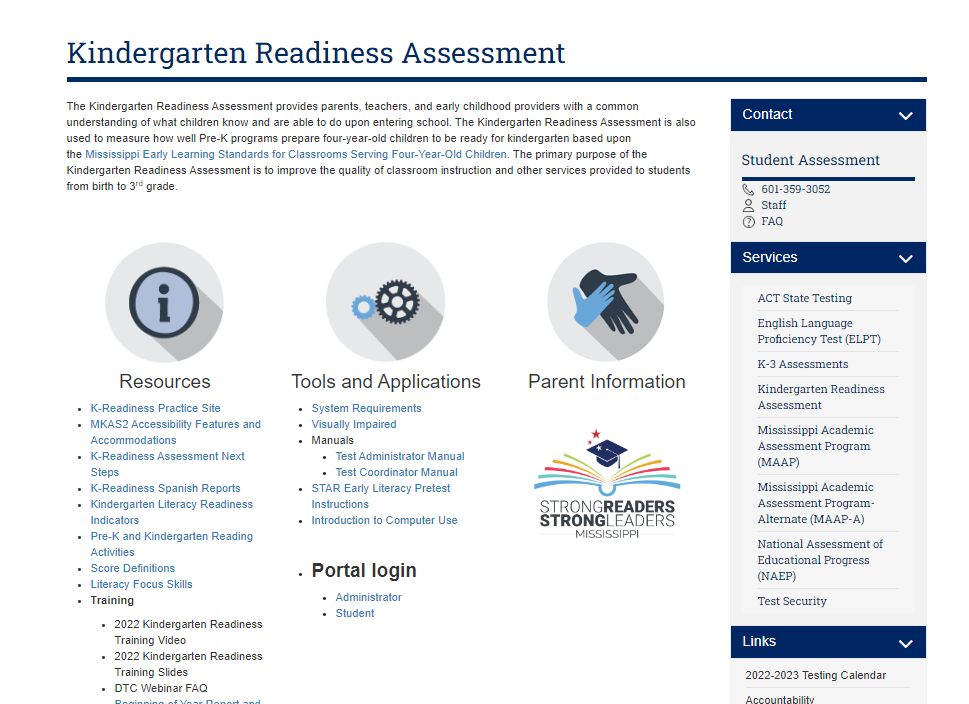 Kindergarten Readiness Assessment
The Kindergarten Readiness Assessment provides parents, teachers, and early childhood providers with a common
understanding of what children know and are able to do upon entering school. The Kindergarten Readiness Assessment is also
used to measure how well Pre-K programs prepare four-year-old children to be ready for kindergarten based upon
the Mississippi Early Learning Standards for Classrooms Serving Four-Year-Old Children. The primary purpose of the
Kindergarten Readiness Assessment is to improve the quality of classroom instruction and other services provided to students
from birth to 3rd grade.
Resources
K-Readiness Practice Site
MKAS2 Accessibility Features and
Accommodations
K-Readiness Assessment Next
Steps
K-Readiness Spanish Reports
Kindergarten Literacy Readiness
Indicators
Pre-K and Kindergarten Reading
Activities
Score Definitions
Literacy Focus Skills
Training
2022 Kindergarten Readiness
Training Video
2022 Kindergarten Readiness
Training Slides
DTC Webinar FAQ
Beginning of Year Report and
Tools and Applications
System Requirements
Visually Impaired
Manuals
Test Administrator Manual
Test Coordinator Manual
STAR Early Literacy Pretest
Instructions
Introduction to Computer Use
Portal login
Administrator
Student
Parent Information
STRONGREADERS
STRONGLEADERS
MISSISSIPPI
Contact
Student Assessment
601-359-3052
Staff
FAQ
Services
ACT State Testing
English Language
Proficiency Test (ELPT)
K-3 Assessments
Kindergarten Readiness
Assessment
Mississippi Academic
Assessment Program
(MAAP)
Mississippi Academic
Assessment Program-
Alternate (MAAP-A)
National Assessment of
Educational Progress
(NAEP)
Test Security
Links
2022-2023 Testing Calendar
Accountability